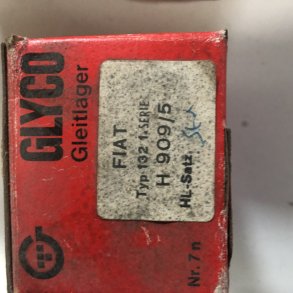 GLYCO
Gleitlager
FIAT
Typ 132 1.SERIE
H 909/5
HL-Satz
Nr. 7 n